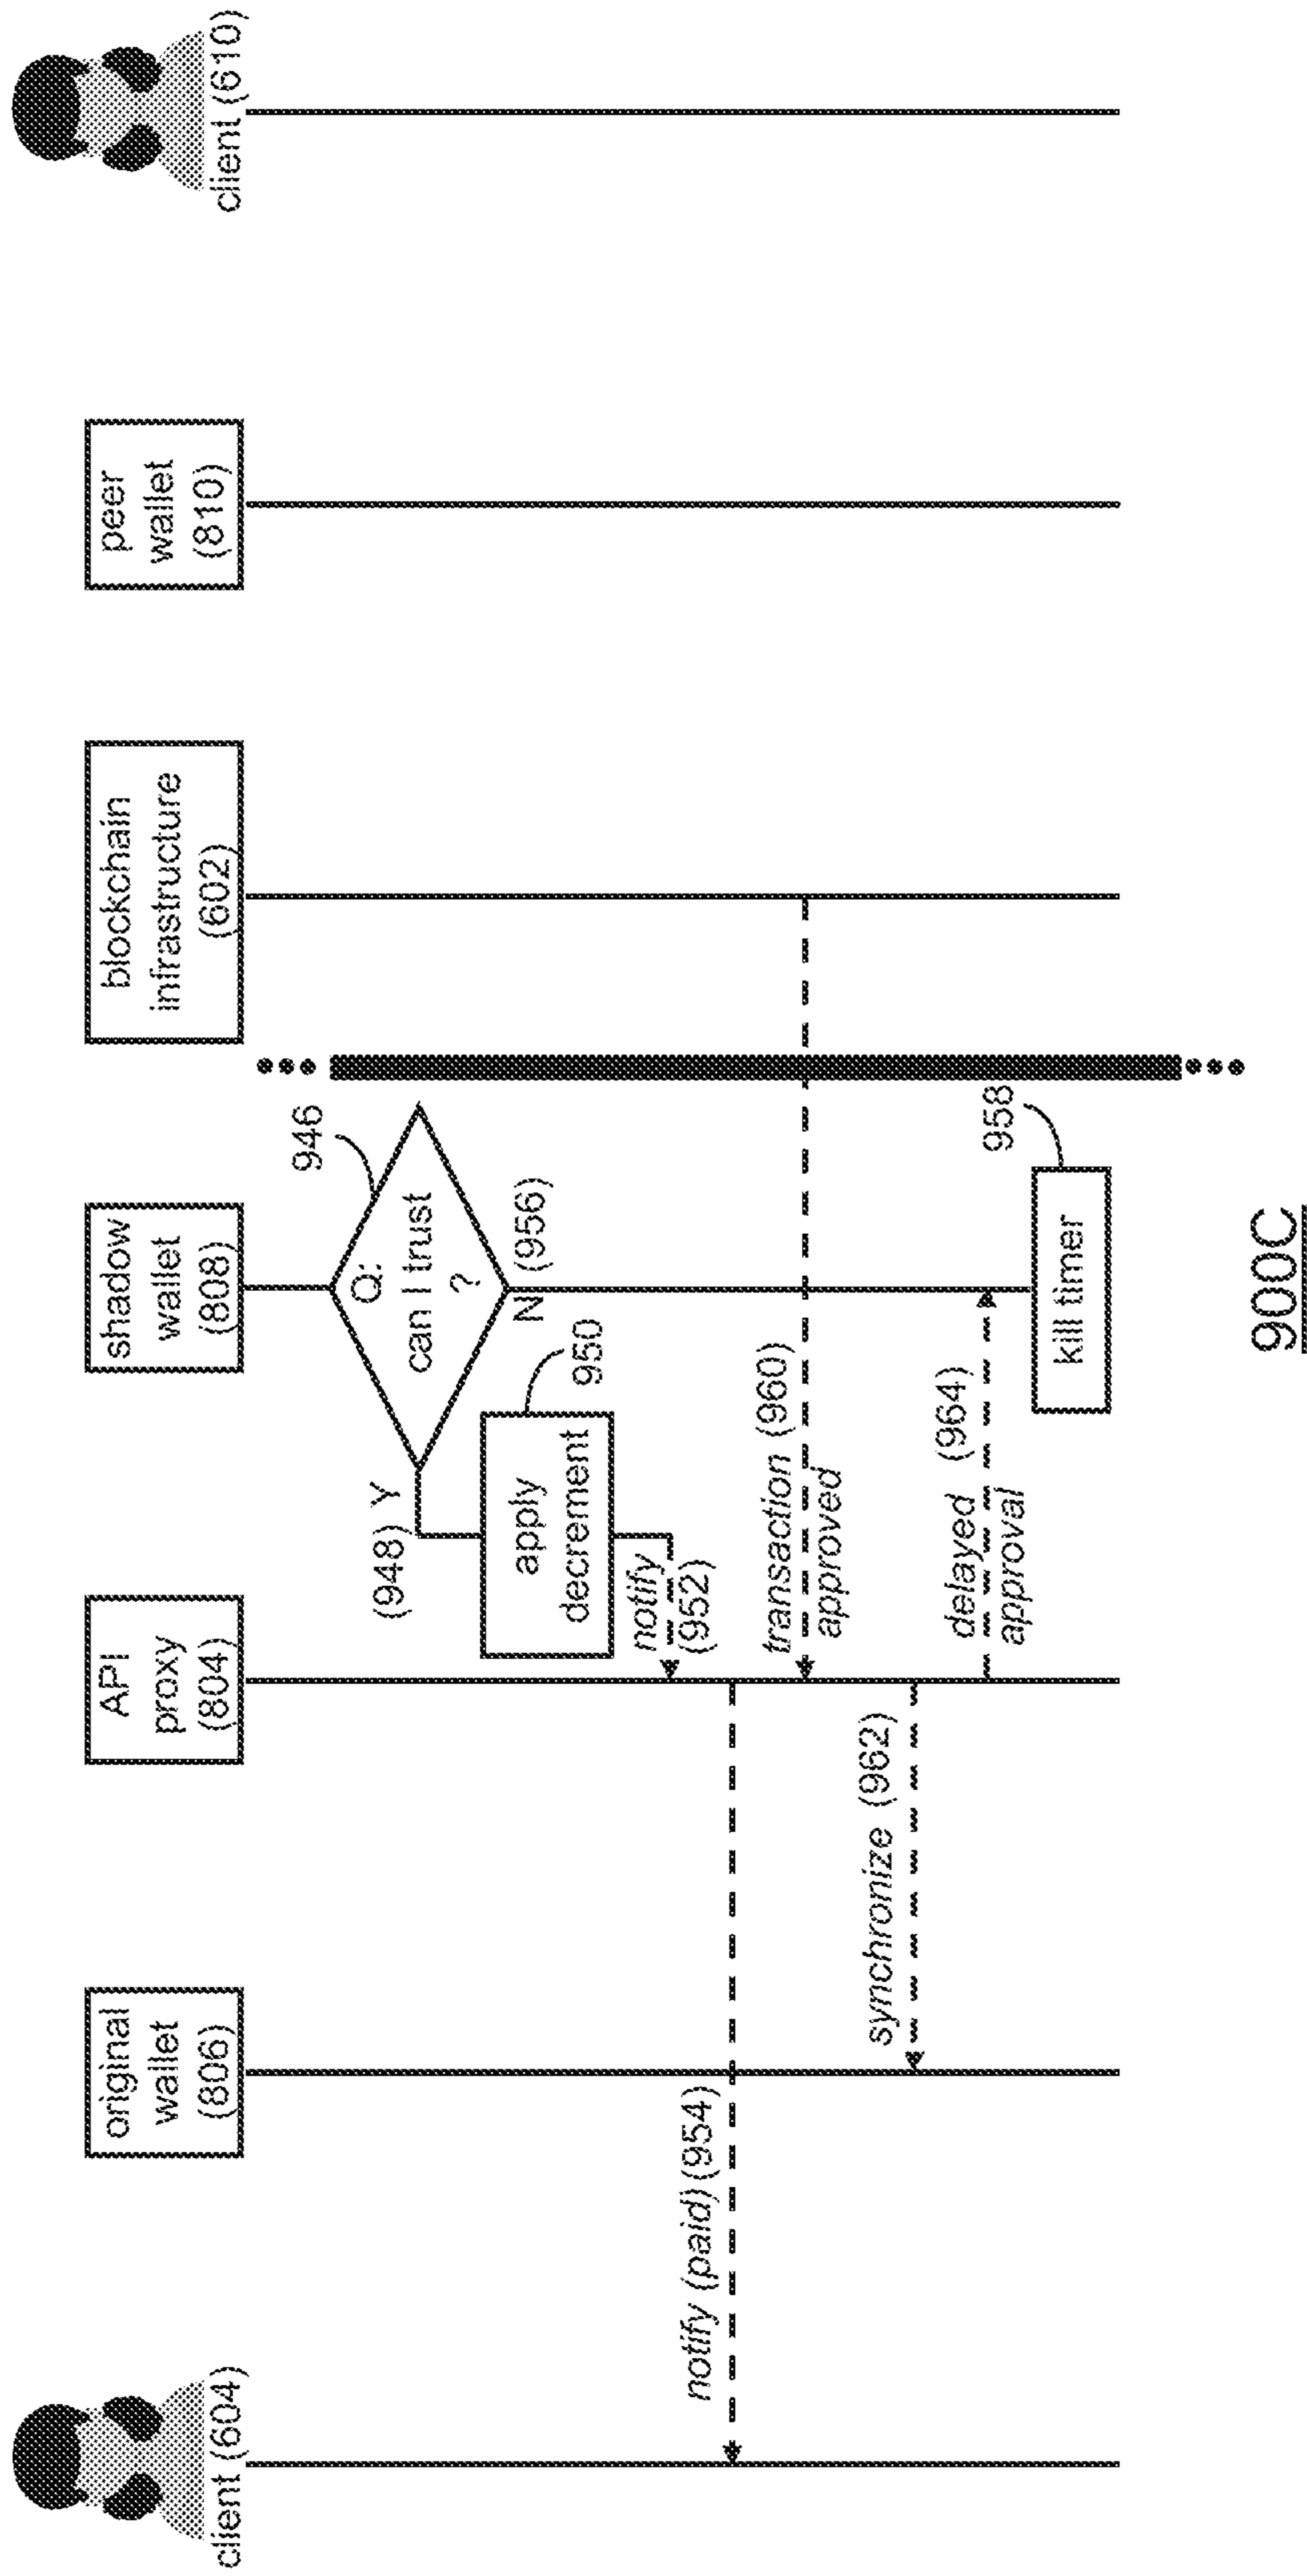 client (604)
original
wallet
(806)
API
proxy
(804)
shadow
wallet
(808)
blockchain
infrastructure
(602)
peer
wallet
(810)
client (610)
946
Q:
can I trust
?
(948) Y
N (956)
950
apply
decrement
notify
(952)
notify (paid) (954)
transaction (960)
approved
synchronize (962)
delayed (964)
approval
958
kill timer
900C